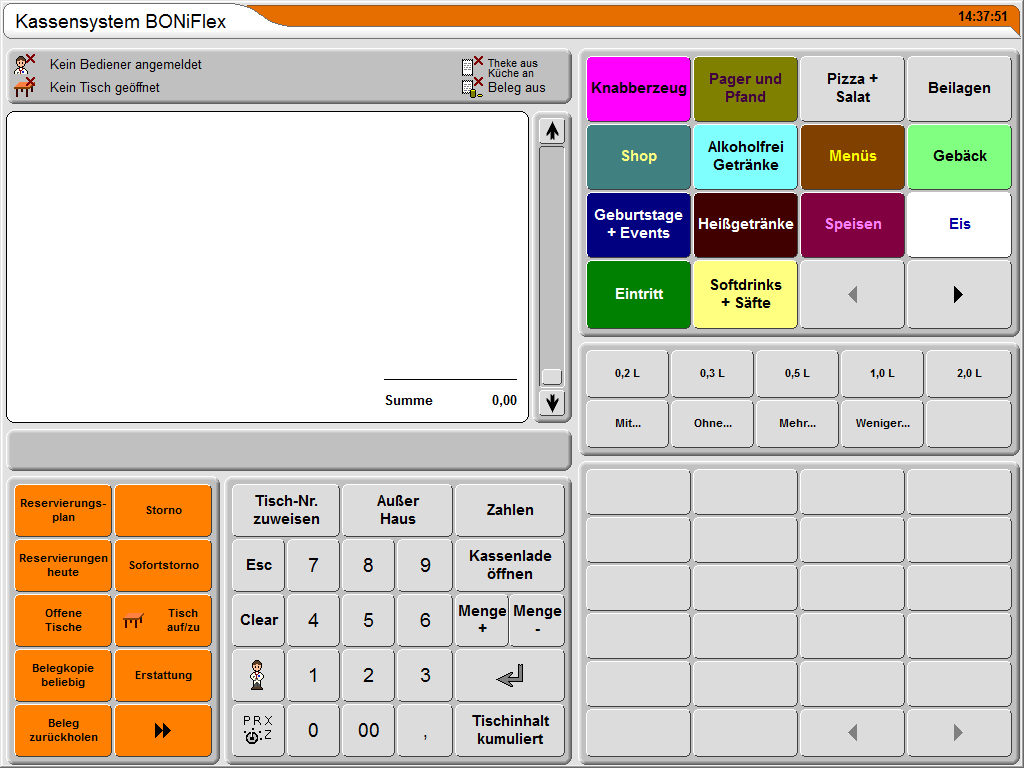 Kassensystem BONiFlex
14:37:51
Kein Bediener angemeldet
Kein Tisch geöffnet
Theke aus
Küche an
Beleg aus
Summe 0,00
Knabberzeug
Pager und
Pfand
Pizza +
Salat
Beilagen
Shop
Alkoholfrei
Getränke
Menüs
Gebäck
Geburtstage
+ Events
Heißgetränke
Speisen
Eis
Eintritt
Softdrinks
+ Säfte
0,2 L
0,3 L
0,5 L
1,0 L
2,0 L
Mit...
Ohne...
Mehr...
Weniger...
Reservierungs-
plan
Storno
Reservierungen
heute
Sofortstorno
Offene
Tische
Tisch
auf/zu
Belegkopie
beliebig
Erstattung
Beleg
zurückholen
Tisch-Nr.
zuweisen
Außer
Haus
Zahlen
Esc
7
8
9
Kassenlade
öffnen
Clear
4
5
6
Menge
+
Menge
-
1
2
3
PRX
Z
0
00
,
Tischinhalt
kumuliert